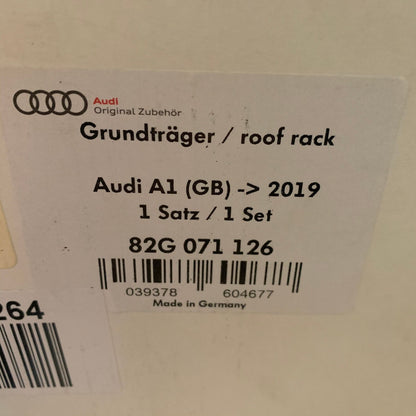 Audi
Original Zubehör
Grundträger / roof rack
Audi A1 (GB) -> 2019
1 Satz / 1 Set
82G 071 126
039378 604677
Made in Germany
264